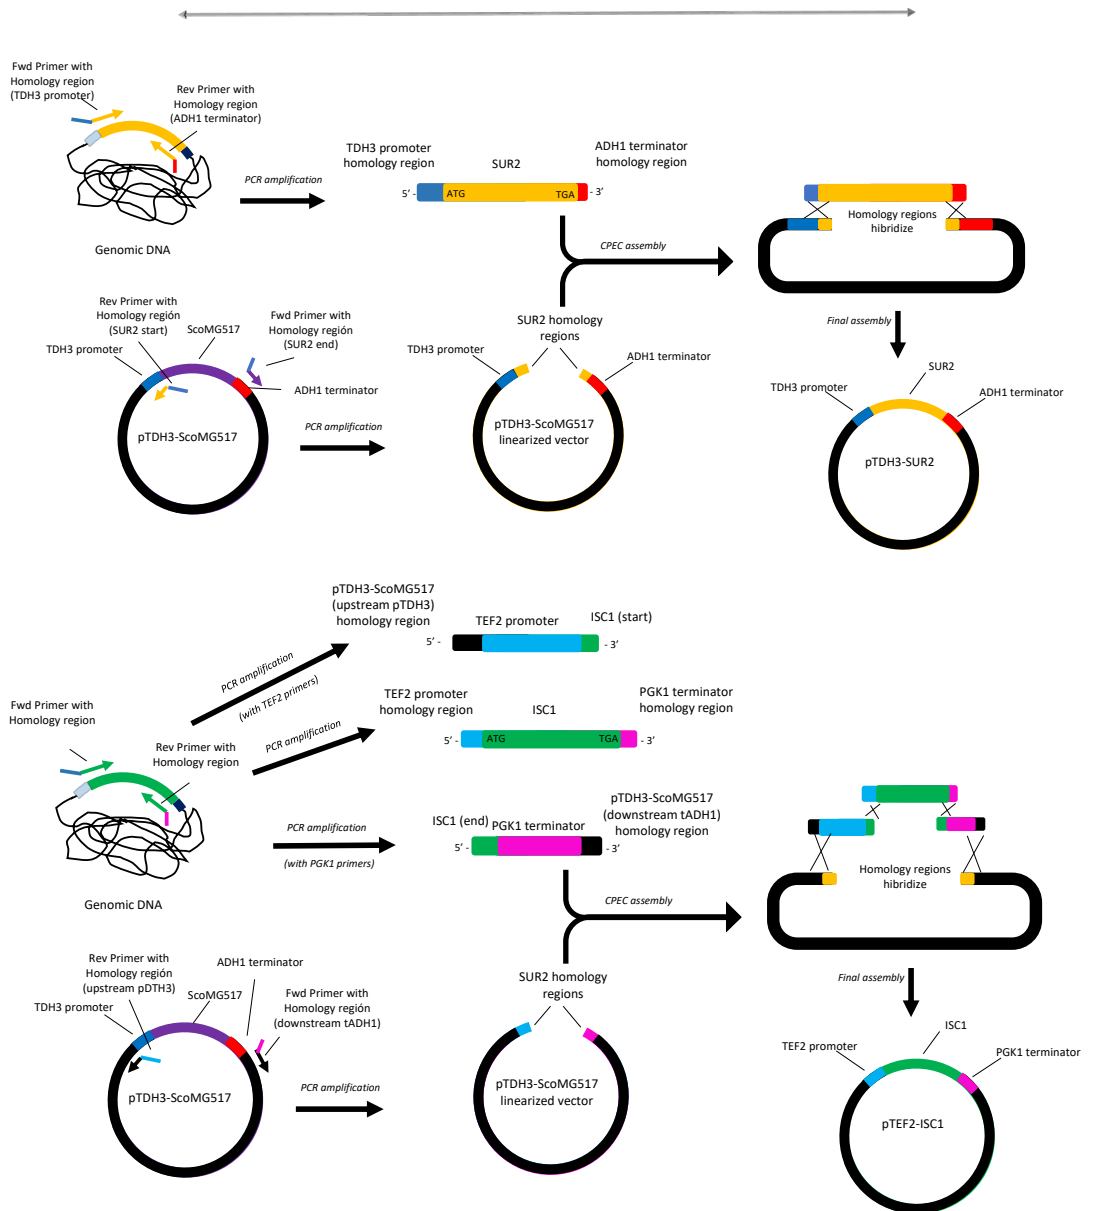 Fwd Primer with
Homology region
(TDH3 promoter)
Rev Primer with
Homology region
(ADH1 terminator)
Genomic DNA
PCR amplification
TDH3 promoter
homology region
SUR2
ADH1 terminator
homology region
5’ -
ATG
TGA
- 3’
CPEC assembly
Homology regions
hibridize
Rev Primer with
Homology región
(SUR2 start)
ScoMG517
Fwd Primer with
Homology región
(SUR2 end)
TDH3 promoter
ADH1 terminator
pTDH3-ScoMG517
PCR amplification
SUR2 homology
regions
TDH3 promoter
ADH1 terminator
pTDH3-ScoMG517
linearized vector
Final assembly
SUR2
TDH3 promoter
ADH1 terminator
pTDH3-SUR2
pTDH3-ScoMG517
(upstream pTDH3)
homology region
TEF2 promoter
ISC1 (start)
5’ -
- 3’
PCR amplification
(with TEF2 primers)
Fwd Primer with
Homology region
Rev Primer with
Homology region
Genomic DNA
PCR amplification
TEF2 promoter
homology region
ISC1
PGK1 terminator
homology region
5’ -
ATG
TGA
- 3’
PCR amplification
(with PGK1 primers)
ISC1 (end)
PGK1 terminator
pTDH3-ScoMG517
(downstream tADH1)
homology region
5’ -
- 3’
CPEC assembly
Homology regions
hibridize
Rev Primer with
Homology región
(upstream pDTH3)
ADH1 terminator
ScoMG517
Fwd Primer with
Homology región
(downstream tADH1)
TDH3 promoter
pTDH3-ScoMG517
PCR amplification
SUR2 homology
regions
pTDH3-ScoMG517
linearized vector
Final assembly
ISC1
TEF2 promoter
PGK1 terminator
pTEF2-ISC1